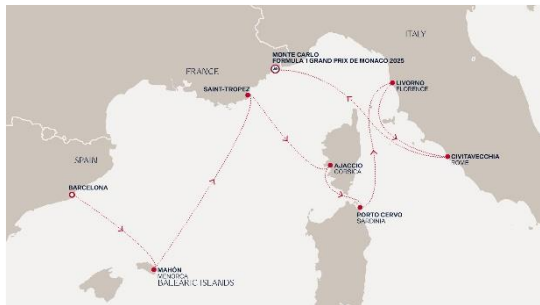 ITALY
MONTE CARLO
FORMULA 1 GRAND PRIX DE MONACO 2025
FRANCE
SAINT-TROPEZ
LIVORNO
FLORENCE
SPAIN
CIVITAVECCHIA
ROME
AJACCIO
CORSICA
BARCELONA
PORTO CERVO
SARDINIA
MAHÓN
MENORCA
BALEARIC ISLANDS